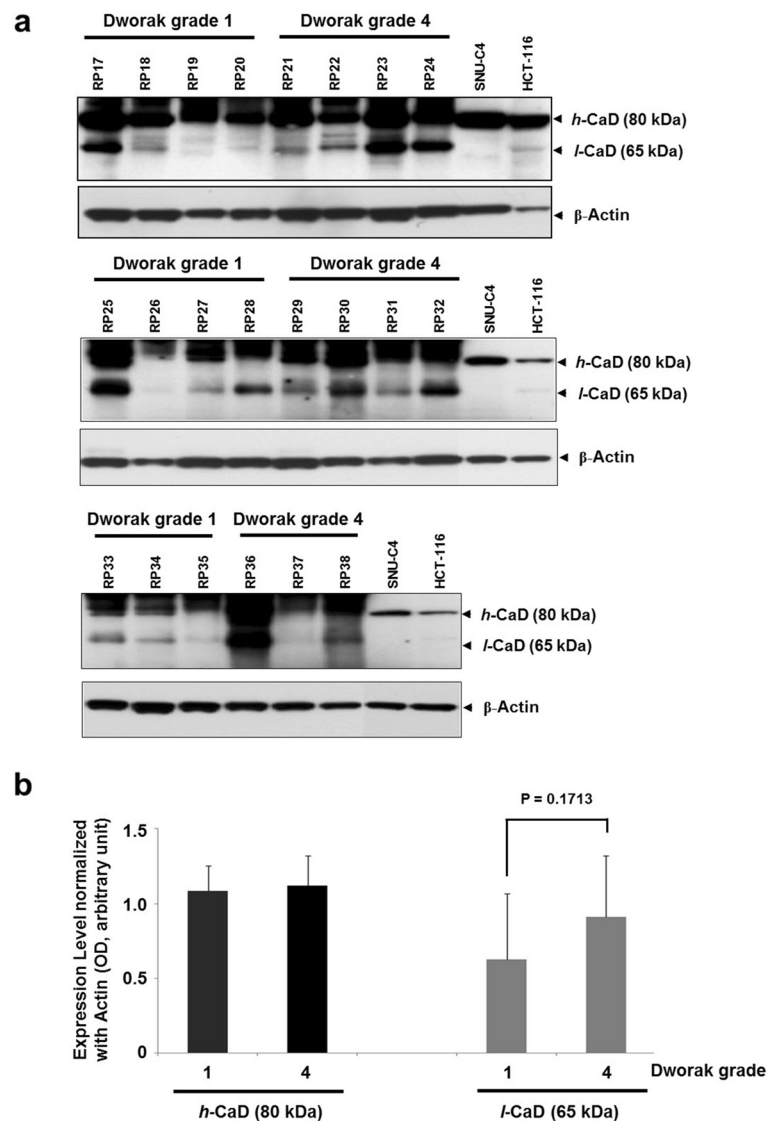 a
Dworak grade 1 Dworak grade 4
RP17 RP18 RP19 RP20 RP21 RP22 RP23 RP24 SNU-C4 HCT-116
h-CaD (80 kDa)
l-CaD (65 kDa)
β-Actin
Dworak grade 1 Dworak grade 4
RP25 RP26 RP27 RP28 RP29 RP30 RP31 RP32 SNU-C4 HCT-116
h-CaD (80 kDa)
l-CaD (65 kDa)
β-Actin
Dworak grade 1 Dworak grade 4
RP33 RP34 RP35 RP36 RP37 RP38 SNU-C4 HCT-116
h-CaD (80 kDa)
l-CaD (65 kDa)
β-Actin
b
P = 0.1713
Expression Level normalized
with Actin (OD, arbitrary unit)
1.5
1.0
0.5
0
1 4 1 4 Dworak grade
h-CaD (80 kDa) l-CaD (65 kDa)